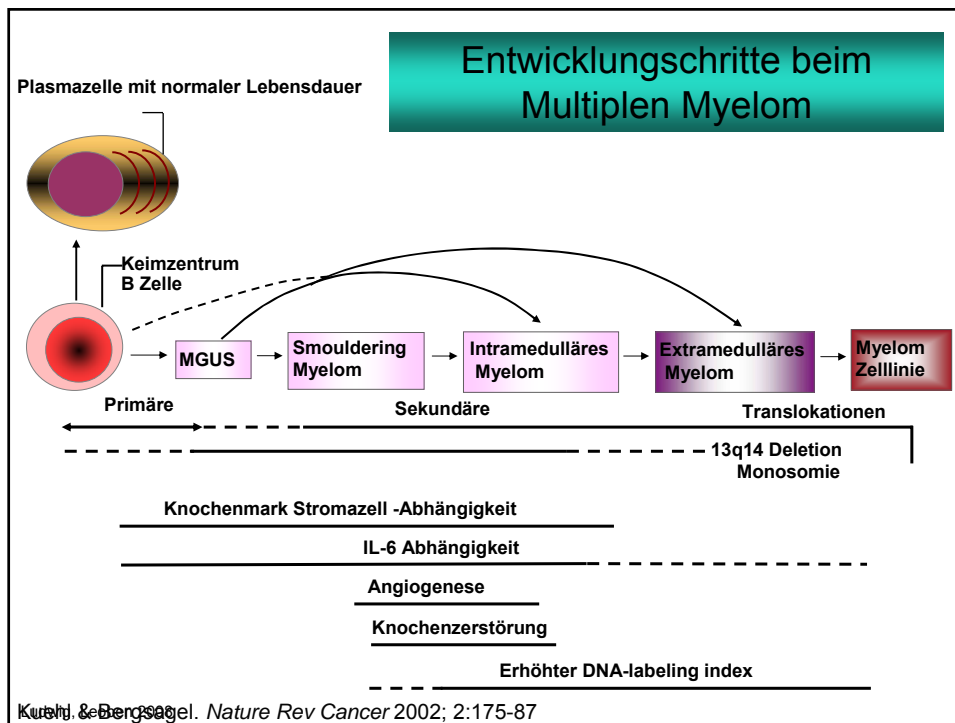 Entwicklungschritte beim
Multiplen Myelom
Plasmazelle mit normaler Lebensdauer
Keimzentrum
B Zelle
MGUS
Smouldering
Myelom
Intramedulläres
Myelom
Extramedulläres
Myelom
Myelom
Zelllinie
Primäre
Sekundäre
Translokationen
13q14 Deletion
Monosomie
Knochenmark Stromazell -Abhängigkeit
IL-6 Abhängigkeit
Angiogenese
Knochenzerstörung
Erhöhter DNA-labeling index
Kuehl & Bergsagel. Nature Rev Cancer 2002; 2:175-87